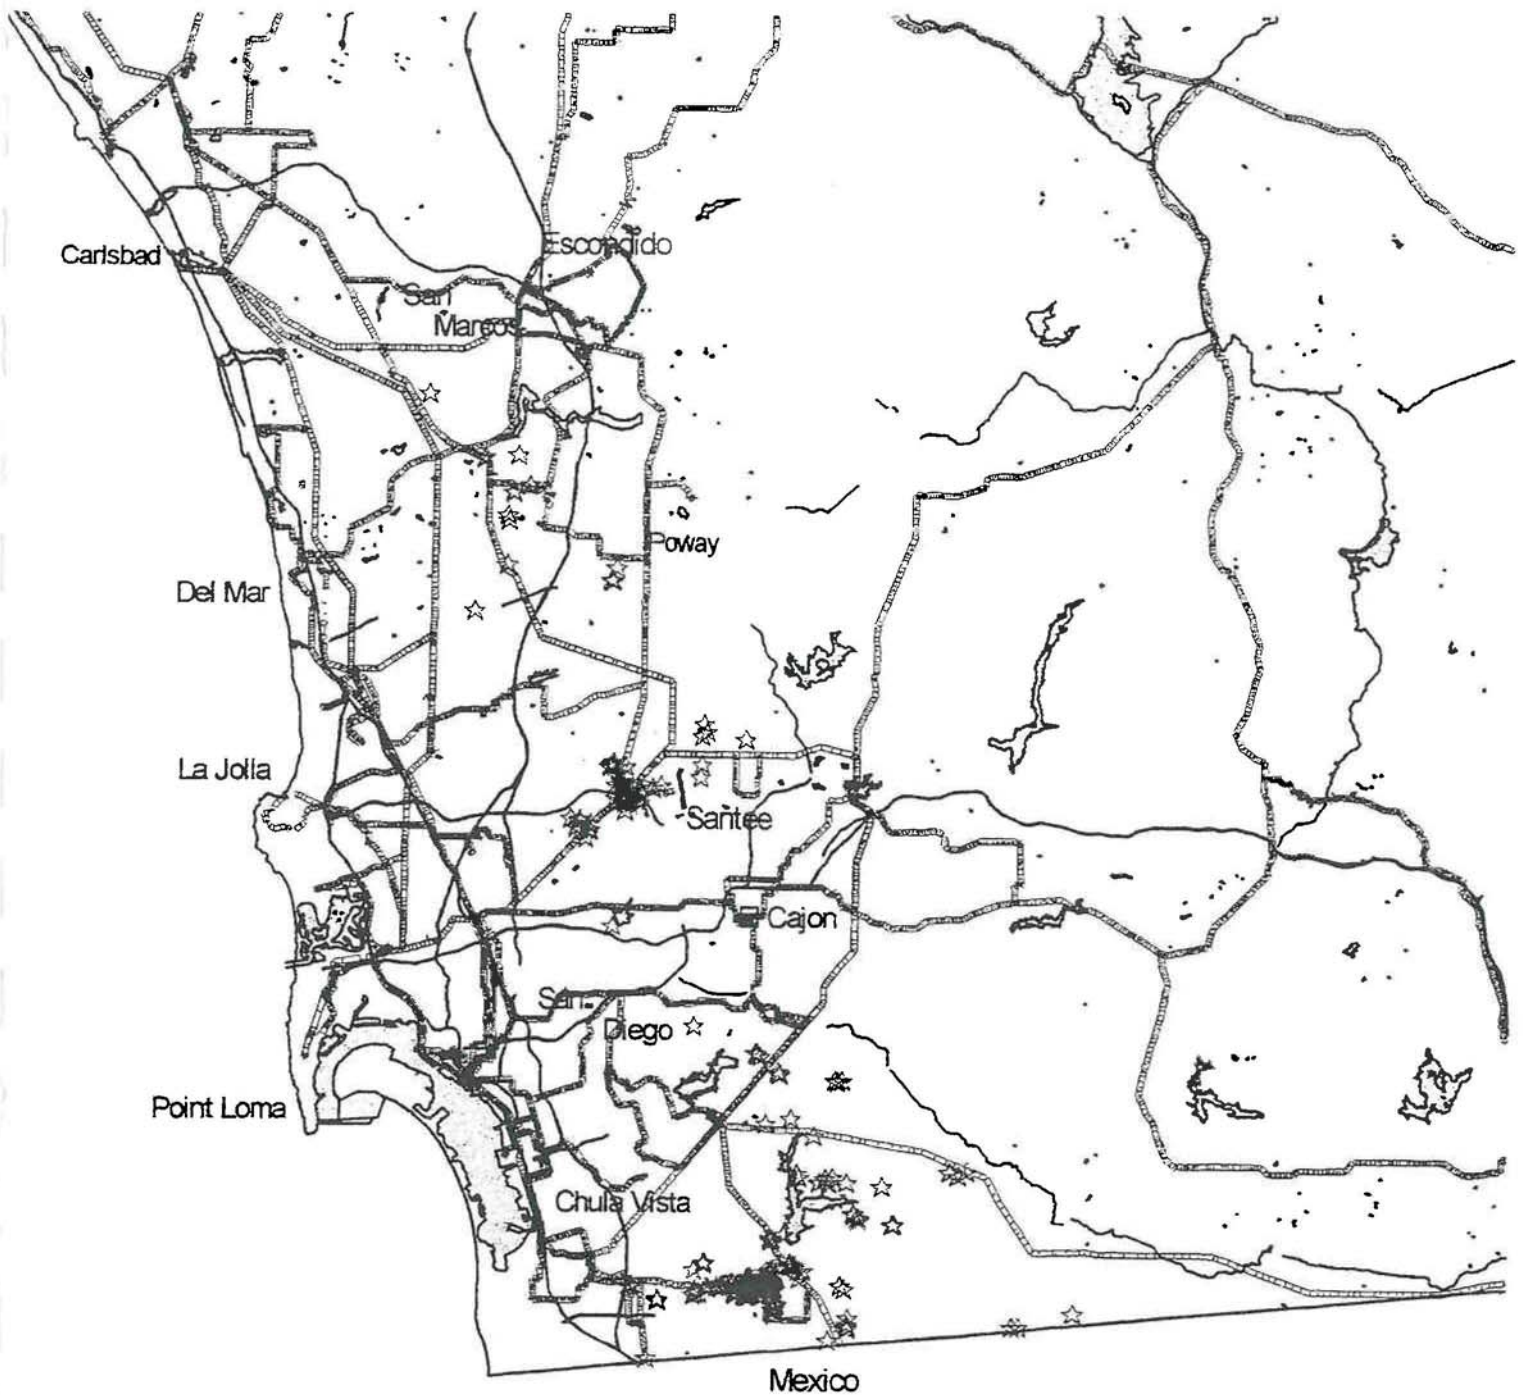 Escondido
Carlsbad
San
Marcos
Poway
Del Mar
La Jolla
Santee
Cajon
San
Diego
Point Loma
Chula Vista
Mexico